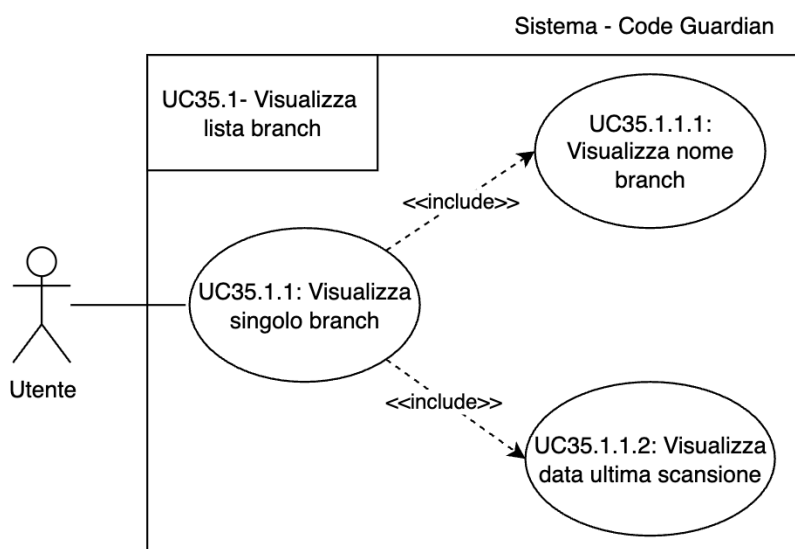 Sistema - Code Guardian
UC35.1- Visualizza
lista branch
UC35.1.1.1:
Visualizza nome
branch
<<include>>
UC35.1.1: Visualizza
singolo branch
Utente
<<include>>
UC35.1.1.2: Visualizza
data ultima scansione